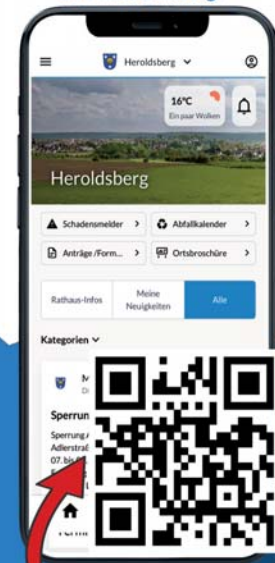 Heroldsberg
16°C
Ein paar Wolken
Heroldsberg
Schadensmelder
Abfallkalender
Anträge/Form...
Ortsbroschüre
Rathaus-Infos
Meine
Neuigkeiten
Alle
Kategorien
M
Sperrun
Sperrung
Adlerstraß
07. bis